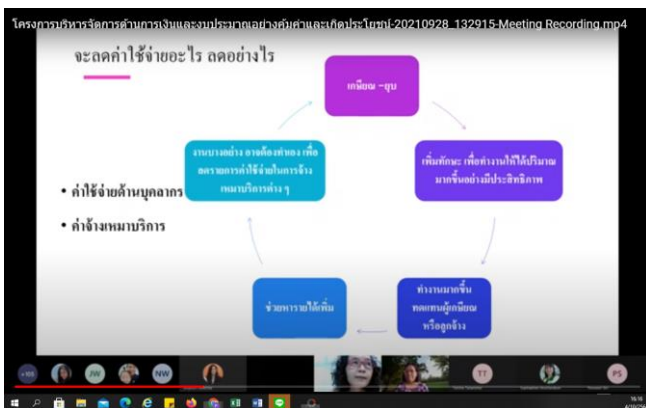 โครงการบริหารจัดการด้านการเงินและงบประมาณอย่างคุ้มค่าและเกิดประโยชน์-20210928_132915-Meeting Recording.mp4
จะลดค่าใช้จ่ายอะไร ลดอย่างไร
เกษียณ -ยุบ
งานบางอย่าง อาจต้องทำเอง เพื่อ
ลดรายการค่าใช้จ่ายในการจ้าง
เหมาบริการต่าง ๆ
เพิ่มทักษะ เพื่อทำงานให้ได้ปริมาณ
มากขึ้นอย่างมีประสิทธิภาพ
• ค่าใช้จ่ายด้านบุคลากร
• ค่าจ้างเหมาบริการ
ช่วยหารายได้เพิ่ม
ทำงานมากขึ้น
ทดแทนผู้เกษียณ
หรือลูกจ้าง
JW
NW
TT
PS
16:16